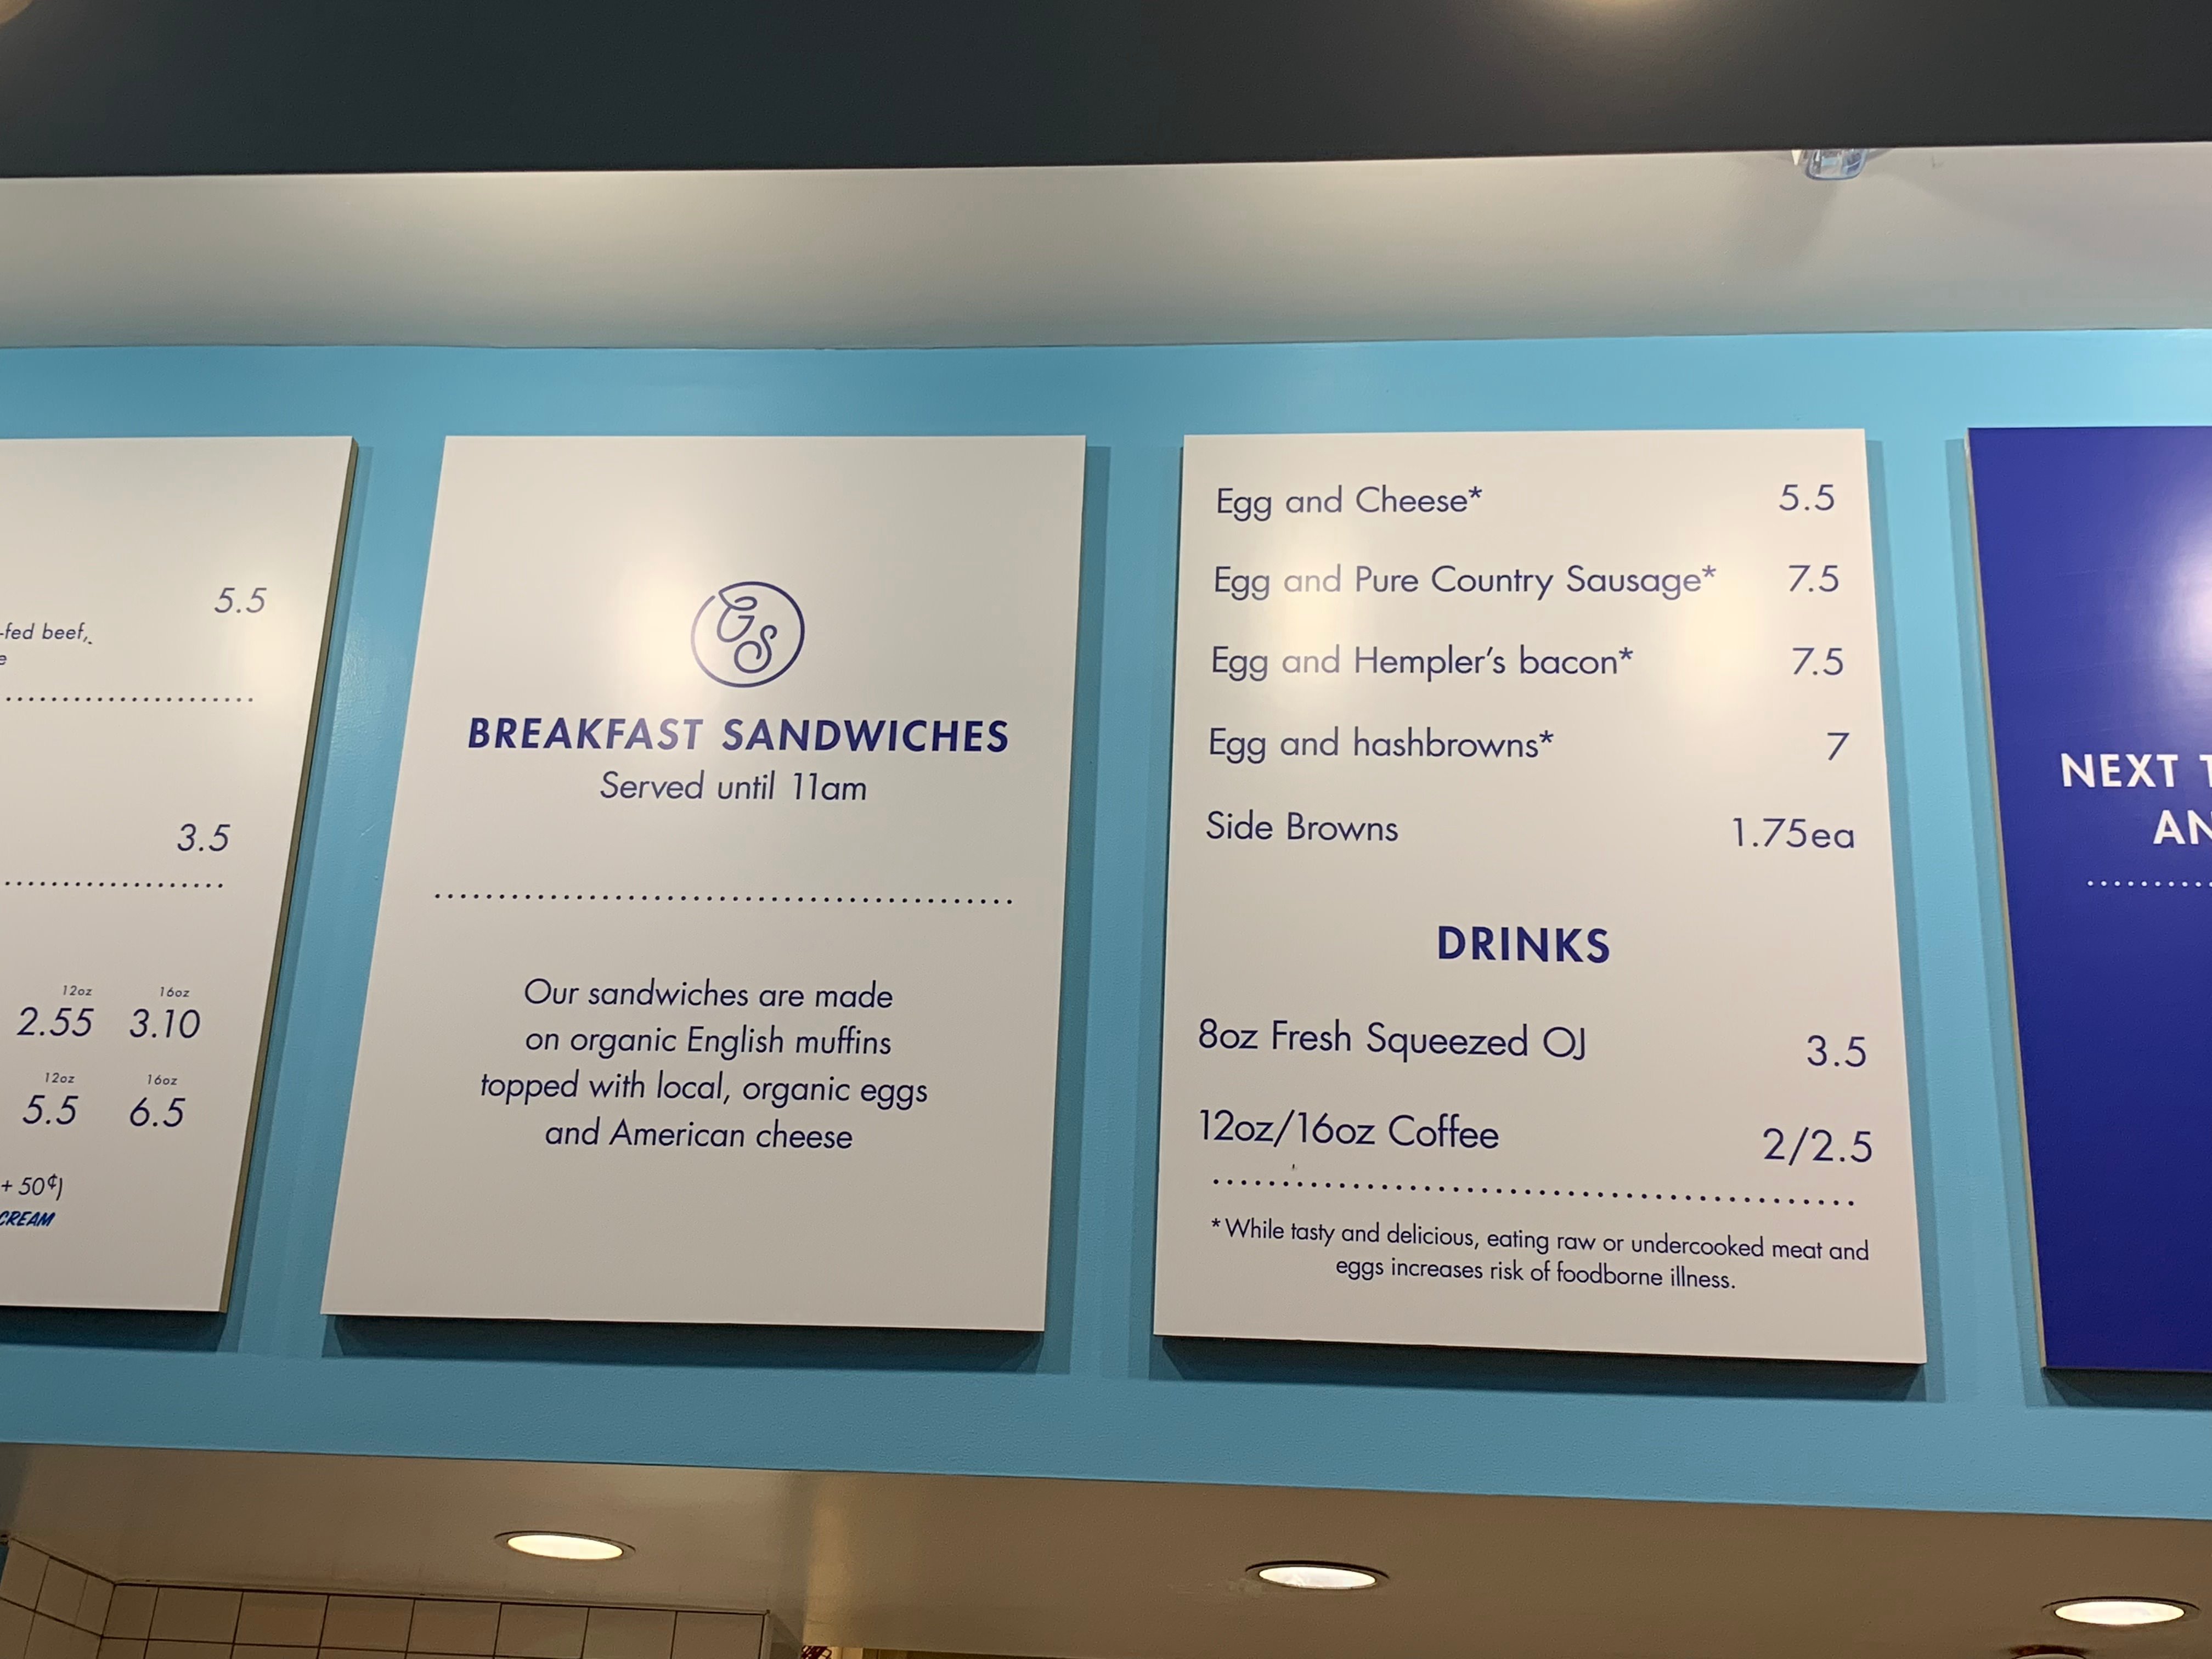 5.5
-fed beef,
3.5
12oz 16oz
2.55 3.10
12oz 16oz
5.5 6.5
+ 50¢)
CREAM
GS
BREAKFAST SANDWICHES
Served until 11am
Our sandwiches are made
on organic English muffins
topped with local, organic eggs
and American cheese
Egg and Cheese* 5.5
Egg and Pure Country Sausage* 7.5
Egg and Hempler's bacon* 7.5
Egg and hashbrowns* 7
Side Browns 1.75ea
DRINKS
8oz Fresh Squeezed OJ 3.5
12oz/16oz Coffee 2/2.5
*While tasty and delicious, eating raw or undercooked meat and
eggs increases risk of foodborne illness.
NEXT
AN